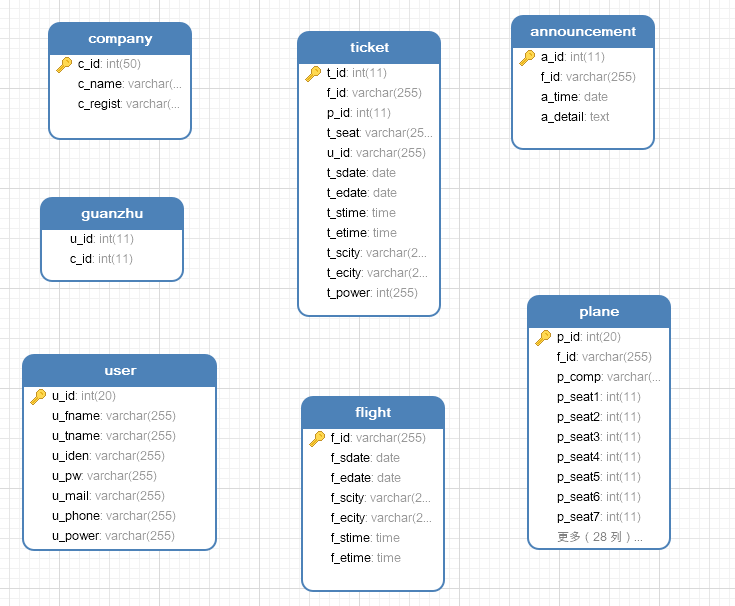 company
c_id: int(50)
c_name: varchar(...
c_regist: varchar(...
ticket
t_id: int(11)
f_id: varchar(255)
p_id: int(11)
t_seat: varchar(25...
u_id: varchar(255)
t_sdate: date
t_edate: date
t_stime: time
t_etime: time
t_scity: varchar(2...
t_ecity: varchar(2...
t_power: int(255)
announcement
a_id: int(11)
f_id: varchar(255)
a_time: date
a_detail: text
guanzhu
u_id: int(11)
c_id: int(11)
user
u_id: int(20)
u_fname: varchar(255)
u_tname: varchar(255)
u_iden: varchar(255)
u_pw: varchar(255)
u_mail: varchar(255)
u_phone: varchar(255)
u_power: varchar(255)
flight
f_id: varchar(255)
f_sdate: date
f_edate: date
f_scity: varchar(2...
f_ecity: varchar(2...
f_stime: time
f_etime: time
plane
p_id: int(20)
f_id: varchar(255)
p_comp: varchar(...
p_seat1: int(11)
p_seat2: int(11)
p_seat3: int(11)
p_seat4: int(11)
p_seat5: int(11)
p_seat6: int(11)
p_seat7: int(11)
更多（28 列）...